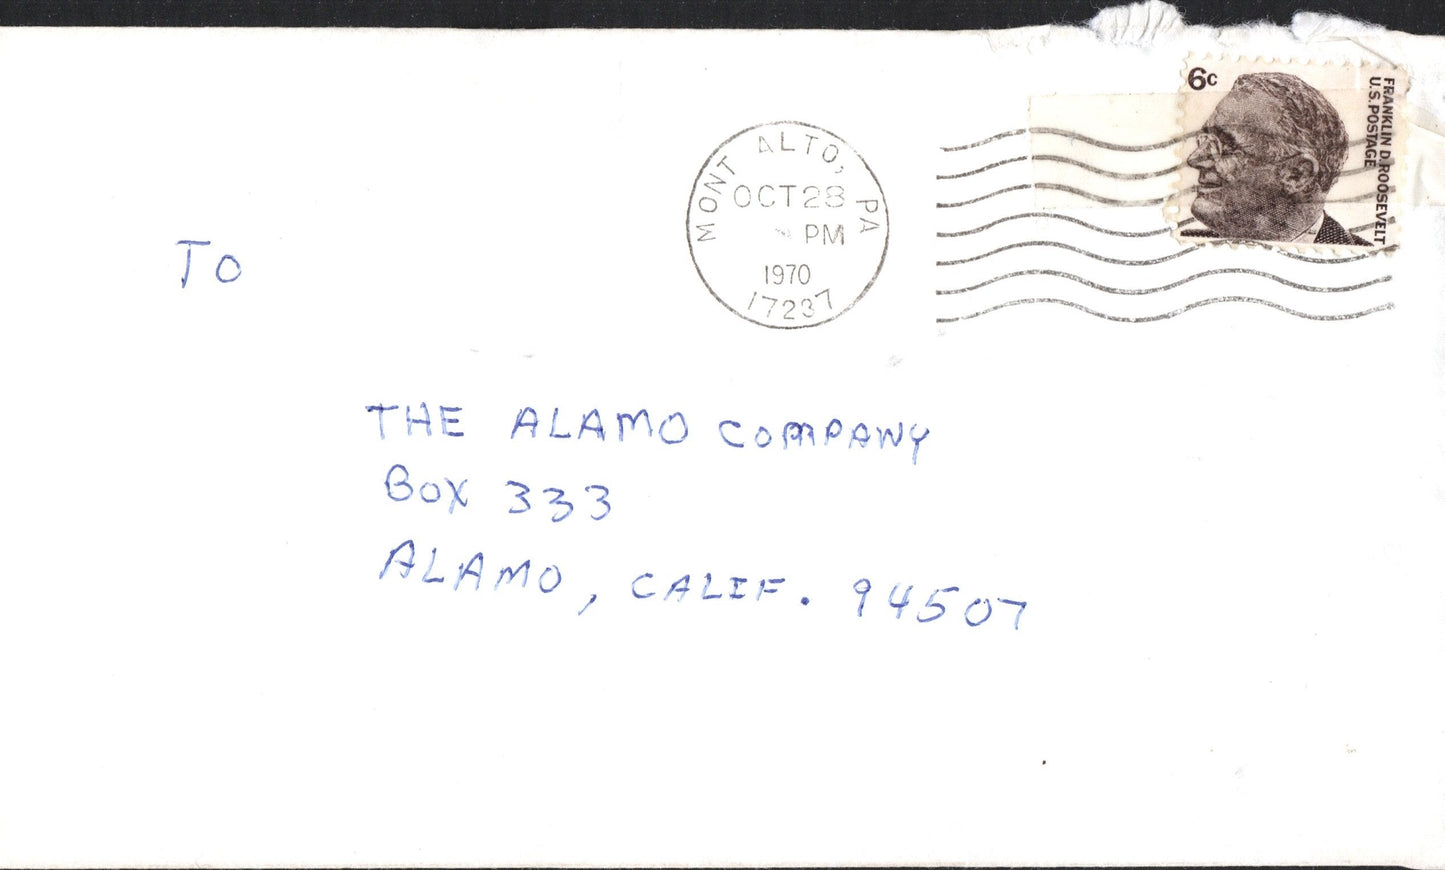 6c
FRANKLIN D. ROOSEVELT
U.S. POSTAGE
MONT ALTO, PA
OCT 28
PM
1970
17237
TO
THE ALAMO COMPANY
BOX 333
ALAMO, CALIF. 94507